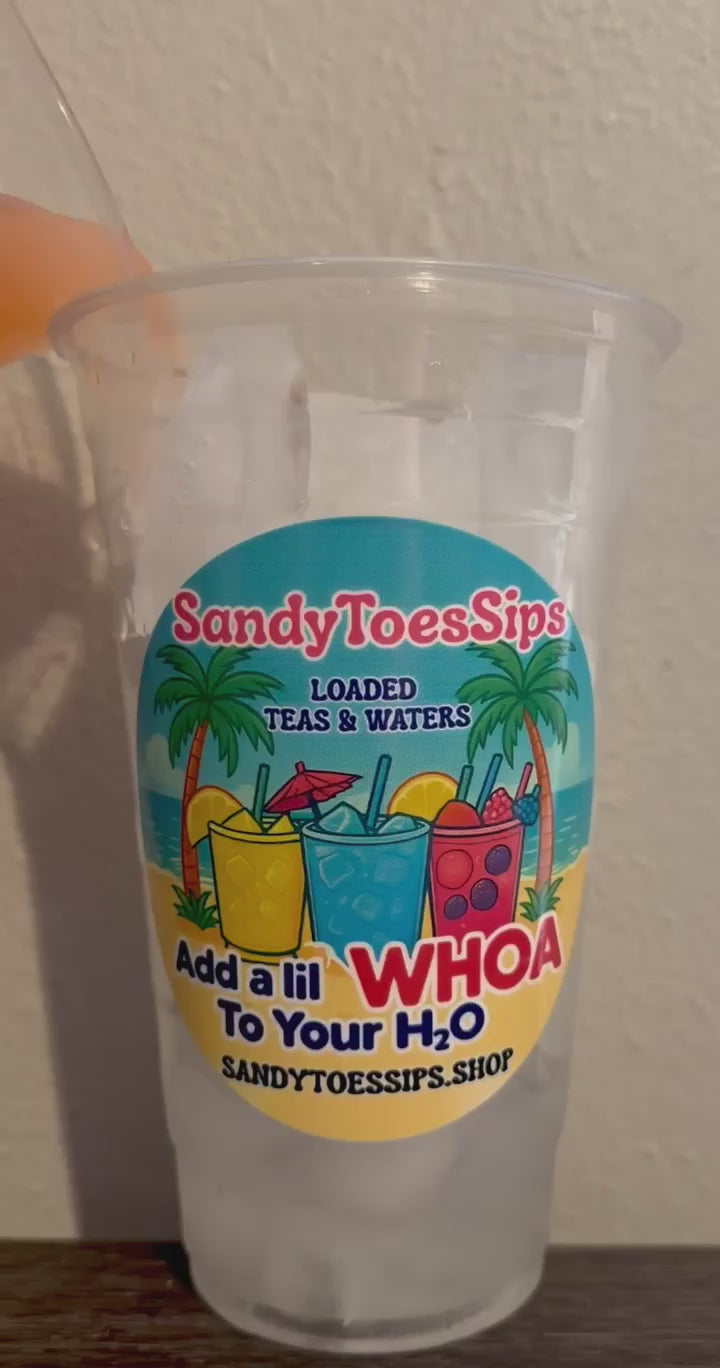 SandyToesSips
LOADED
TEAS & WATERS
Add a lil WHOA
To Your H₂O
SANDYTOESSIPS.SHOP